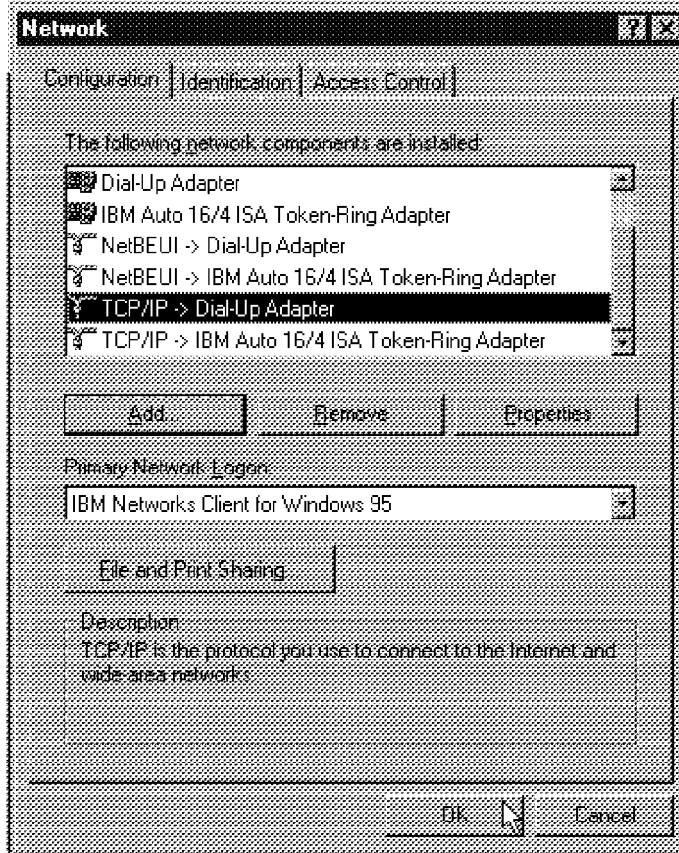 Network
Configuration Identification Access Control
The following network components are installed:
Dial-Up Adapter
IBM Auto 16/4 ISA Token-Ring Adapter
NetBEUI -> Dial-Up Adapter
NetBEUI -> IBM Auto 16/4 ISA Token-Ring Adapter
TCP/IP -> Dial-Up Adapter
TCP/IP -> IBM Auto 16/4 ISA Token-Ring Adapter
Add... Remove Properties
Primary Network Logon:
IBM Networks Client for Windows 95
File and Print Sharing
Description
TCP/IP is the protocol you use to connect to the Internet and
wide area networks.
OK Cancel